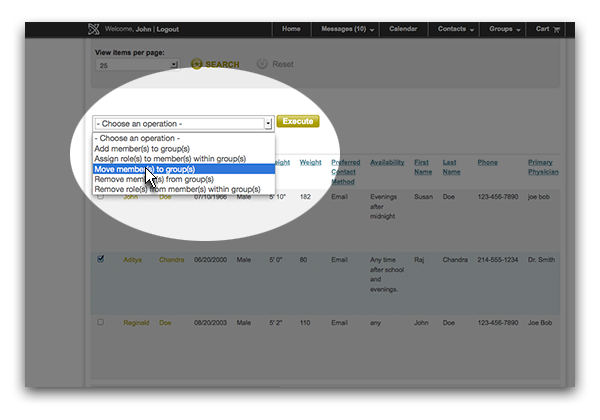 Welcome, John | Logout Home Messages (10) Calendar Contacts Groups Cart
View items per page:
25 SEARCH Reset
- Choose an operation - Execute
- Choose an operation -
Add member(s) to group(s)
Assign role(s) to member(s) within group(s)
Move member(s) to group(s)
Remove member(s) from group(s)
Remove role(s) from member(s) within group(s)
Weight Preferred Contact Method Availability First Name Last Name Phone Primary Physician
John Doe 07/10/1966 Male 5' 10" 182 Email Evenings after midnight Susan Doe 123-456-7890 joe bob
Aditya Chandra 06/20/2000 Male 5' 0" 80 Email Any time after school and evenings. Raj Chandra 214-555-1234 Dr. Smith
Reginald Doe 08/20/2003 Male 5' 2" 110 Email any John Doe 123-456-7890 Joe Bob